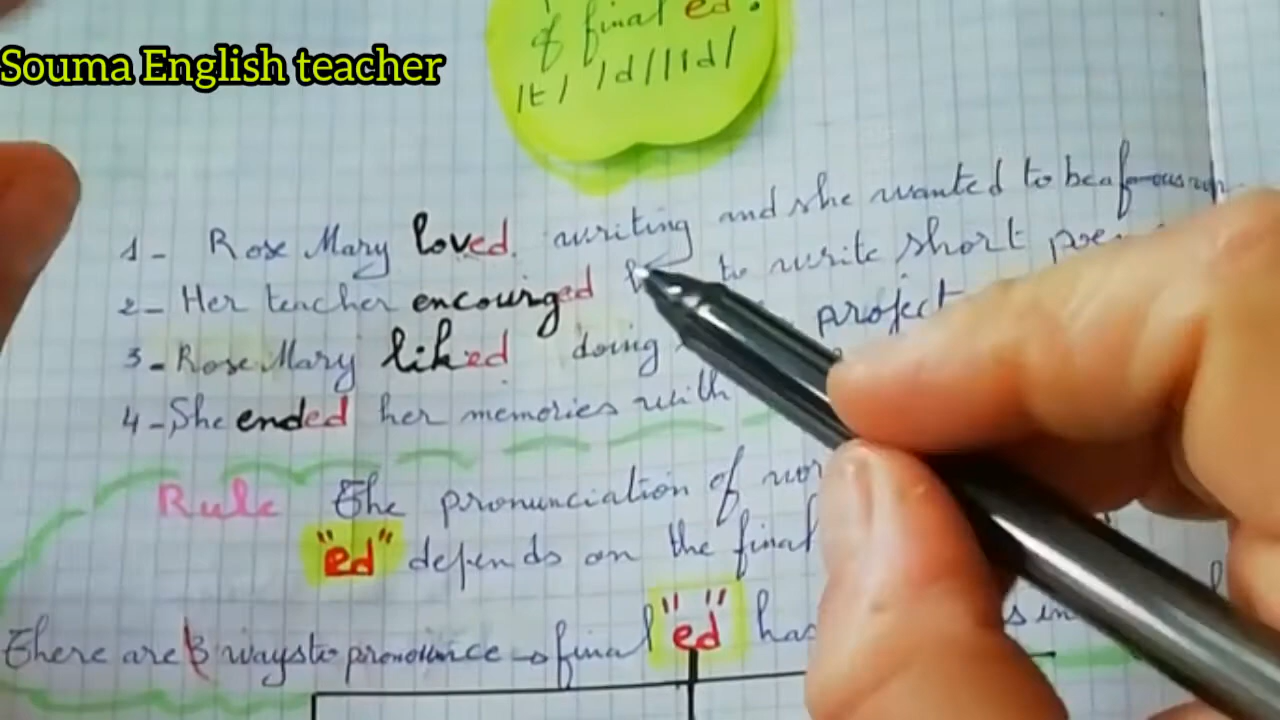 Souma English teacher
of final ed.
/t/ /d/ /id/
1- Rose Mary loved writing and she wanted to be a famous
2- Her teacher encourged to write short
3- Rose Mary liked doing project
4- She ended her memories with
Rule The pronunciation of
"ed" depends on the final
There are 3 ways to pronounce final "ed" has